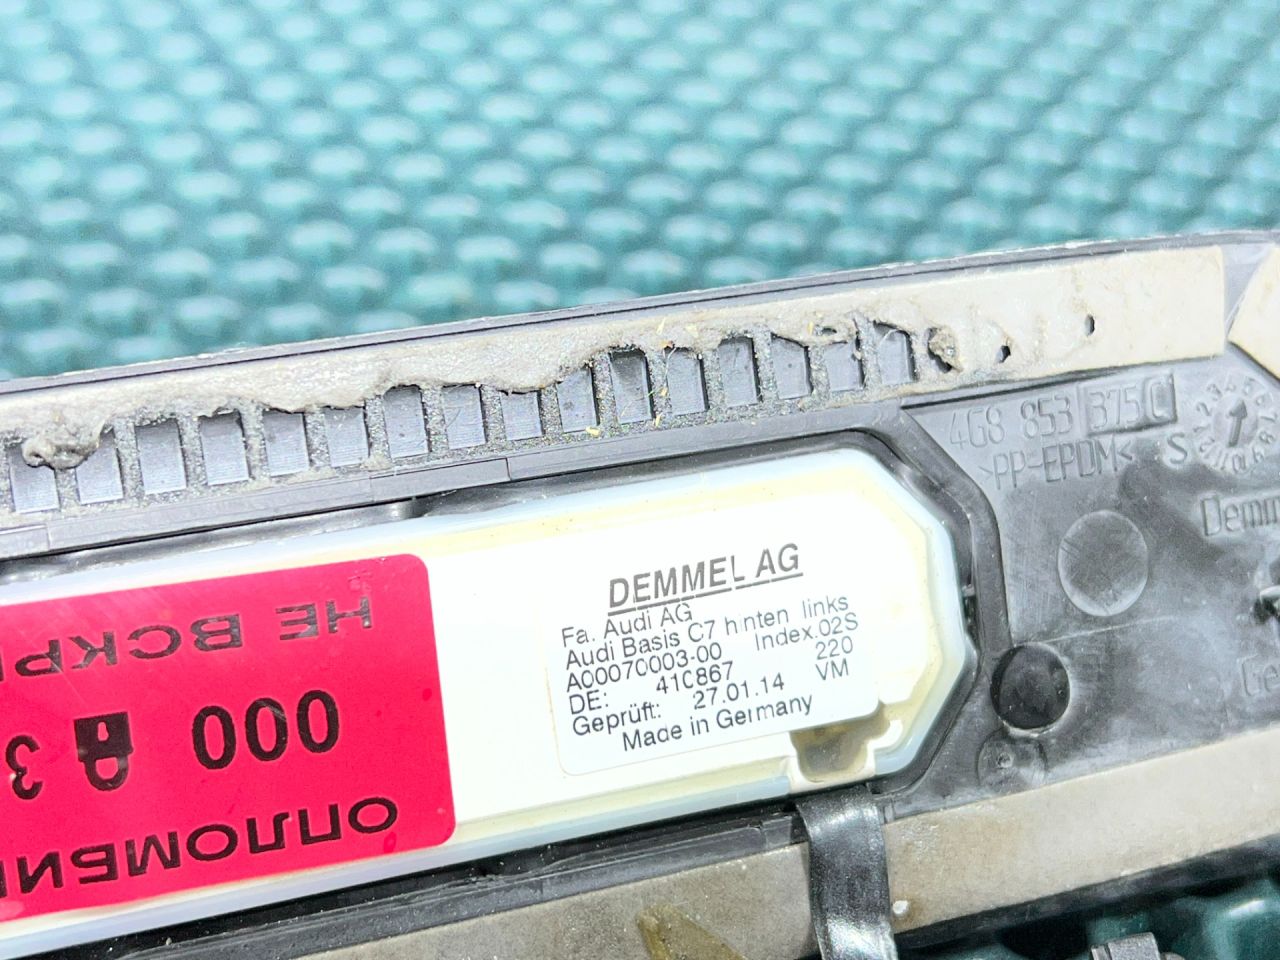 4G8 853 375 C
>PP-EPDM< S
DEMMEL AG
Fa. Audi AG
Audi Basis C7 hinten links
A00070003-00 Index.02S
DE: 410867 220
Geprüft: 27.01.14 VM
Made in Germany
ОПЛОМБИ
000 3
НЕ ВСКР